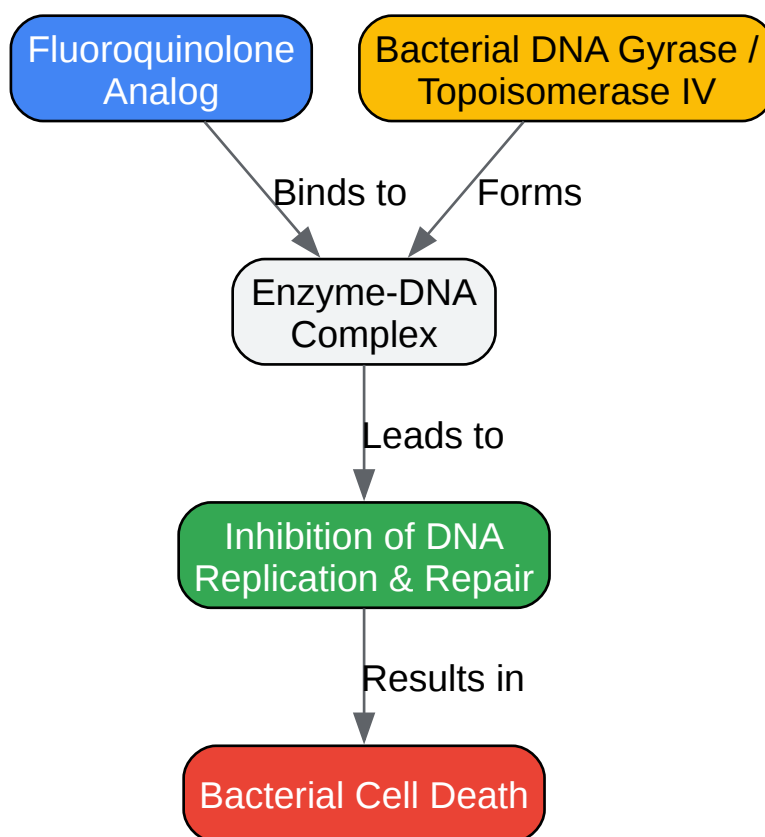 Fluoroquinolone
Analog
Bacterial DNA Gyrase /
Topoisomerase IV
Binds to
Forms
Enzyme-DNA
Complex
Leads to
Inhibition of DNA
Replication & Repair
Results in
Bacterial Cell Death